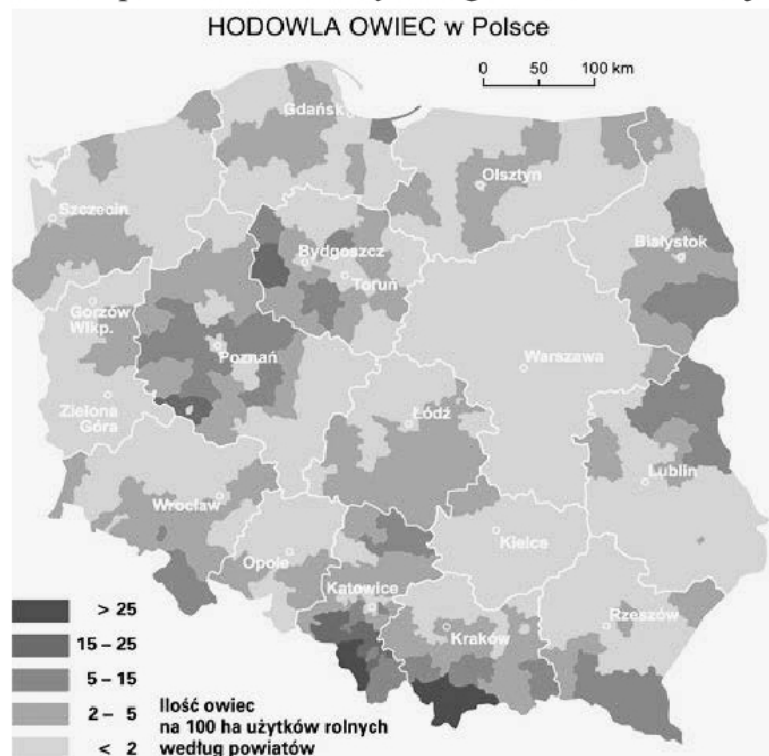 HODOWLA OWIEC w Polsce
0 50 100 km
Gdańsk
Olsztyn
Szczecin
Białystok
Bydgoszcz
Toruń
Gorzów
Wlkp.
Poznań
Warszawa
Zielona
Góra
Łódź
Lublin
Wrocław
Kielce
Opole
Katowice
Rzeszów
Kraków
> 25
15 – 25
5 – 15
2 – 5
< 2
Ilość owiec
na 100 ha użytków rolnych
według powiatów